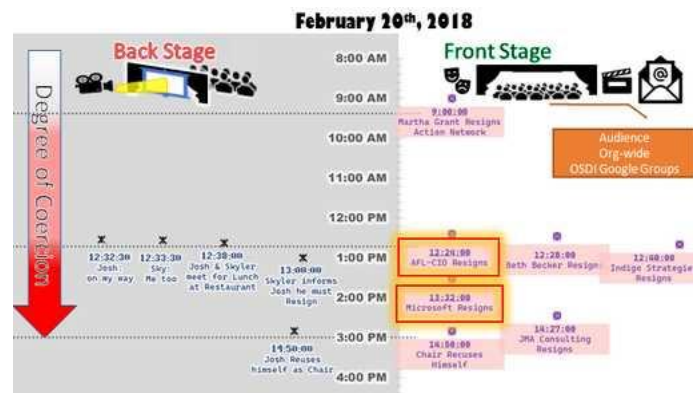 February 20th, 2018
Back Stage
Front Stage
Degree of Coercion
8:00 AM
9:00 AM
10:00 AM
11:00 AM
12:00 PM
1:00 PM
2:00 PM
3:00 PM
4:00 PM
@
Audience
Org-wide
OSDI Google Groups
9:00:00
Martha Grant Resigns
Action Network
12:32:30
Josh:
on my way
12:33:30
Sky:
Me too
12:38:00
Josh & Skyler
meet for Lunch
at Restaurant
13:00:00
Skyler informs
Josh he must
Resign
12:24:00
AFL-CIO Resigns
12:28:00
Beth Becker Resign:
12:40:00
Indigo Strategie
Resigns
13:32:00
Microsoft Resigns
14:27:00
JMA Consulting
Resigns
14:50:00
Josh Reuses
himself as Chair
14:50:00
Chair Recuses
Himself